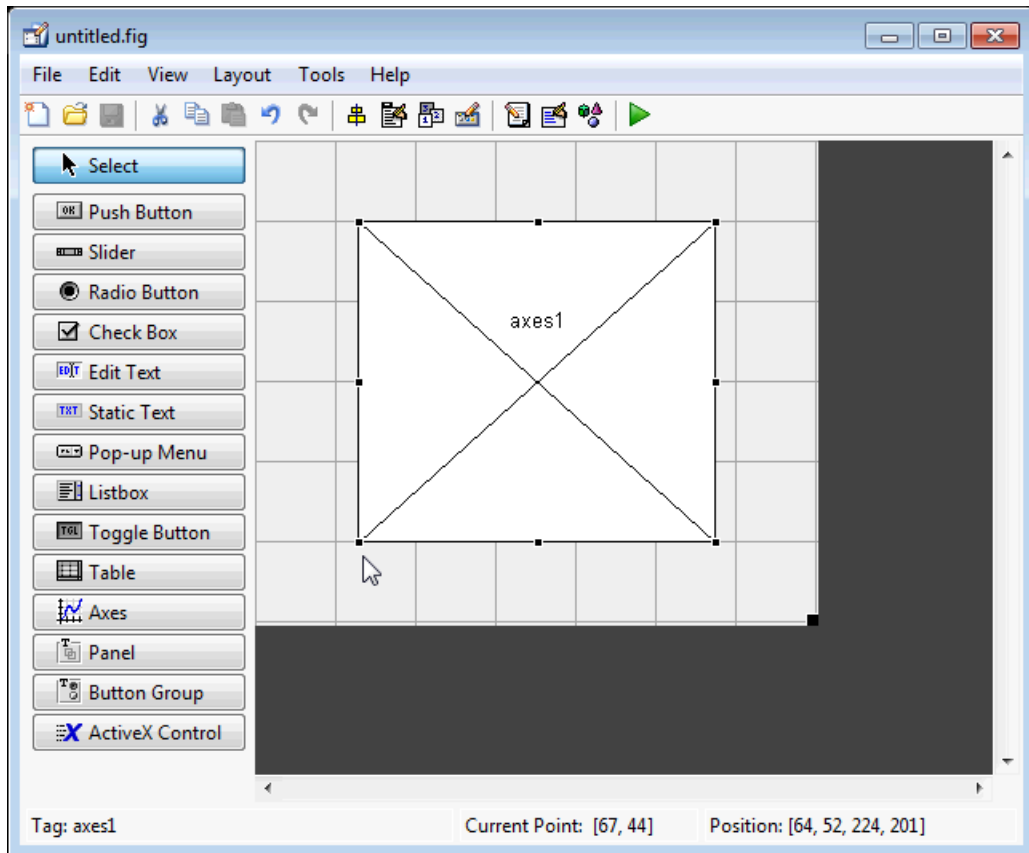 untitled.fig
File Edit View Layout Tools Help
Select
Push Button
Slider
Radio Button
Check Box
Edit Text
Static Text
Pop-up Menu
Listbox
Toggle Button
Table
Axes
Panel
Button Group
ActiveX Control
axes1
Tag: axes1 Current Point: [67, 44] Position: [64, 52, 224, 201]